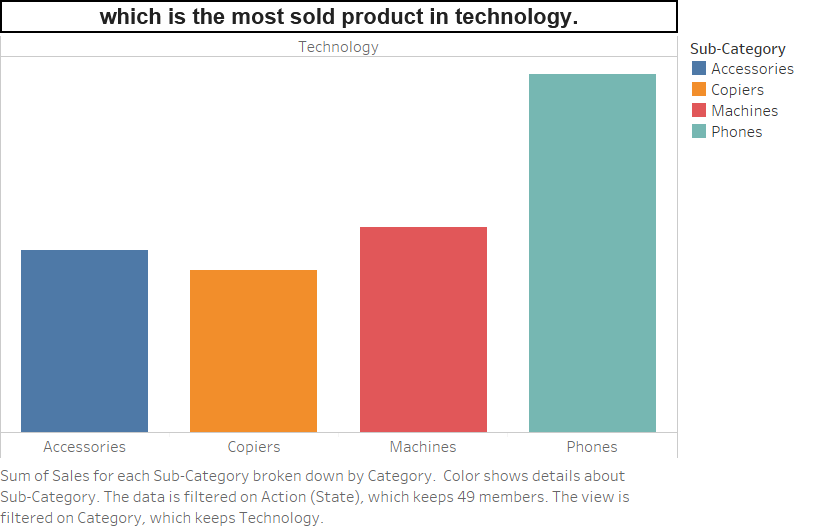 which is the most sold product in technology.
Technology
Sub-Category
Accessories
Copiers
Machines
Phones
Accessories
Copiers
Machines
Phones
Sum of Sales for each Sub-Category broken down by Category.  Color shows details about
Sub-Category. The data is filtered on Action (State), which keeps 49 members. The view is
filtered on Category, which keeps Technology.